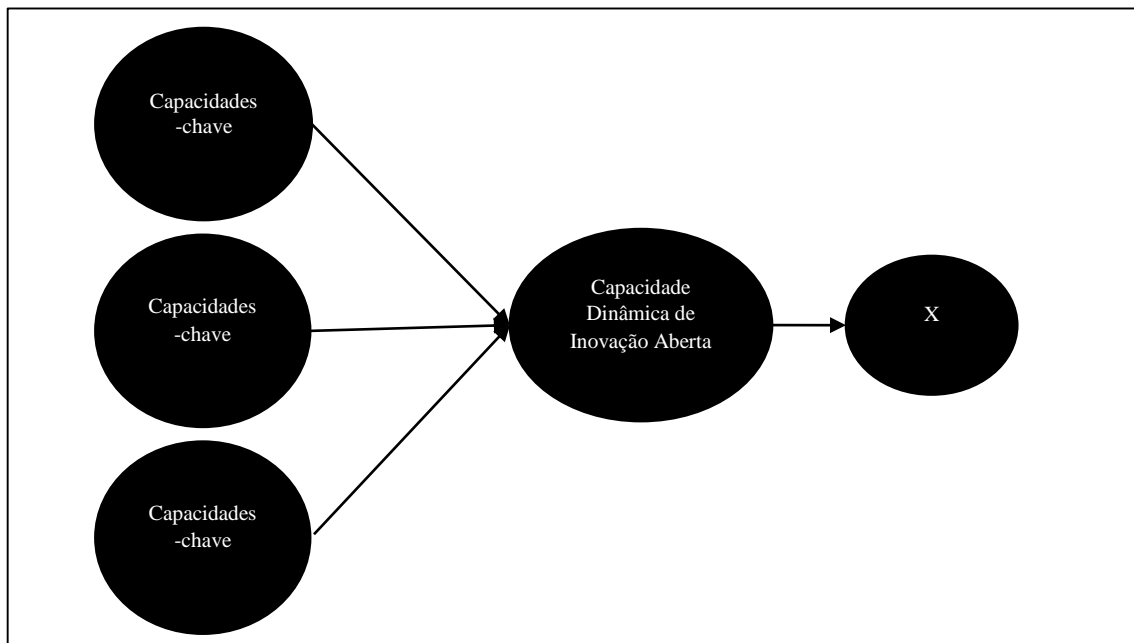 Capacidades
-chave
Capacidades
-chave
Capacidades
-chave
Capacidade
Dinâmica de
Inovação Aberta
X